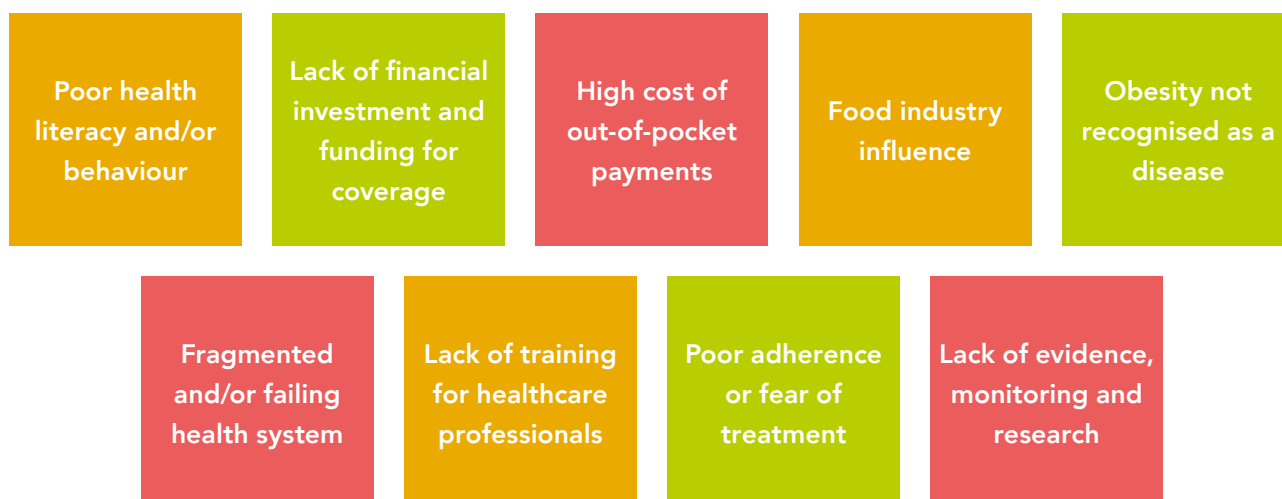 Poor health
literacy and/or
behaviour
Lack of financial
investment and
funding for
coverage
High cost of
out-of-pocket
payments
Food industry
influence
Obesity not
recognised as a
disease
Fragmented
and/or failing
health system
Lack of training
for healthcare
professionals
Poor adherence
or fear of
treatment
Lack of evidence,
monitoring and
research